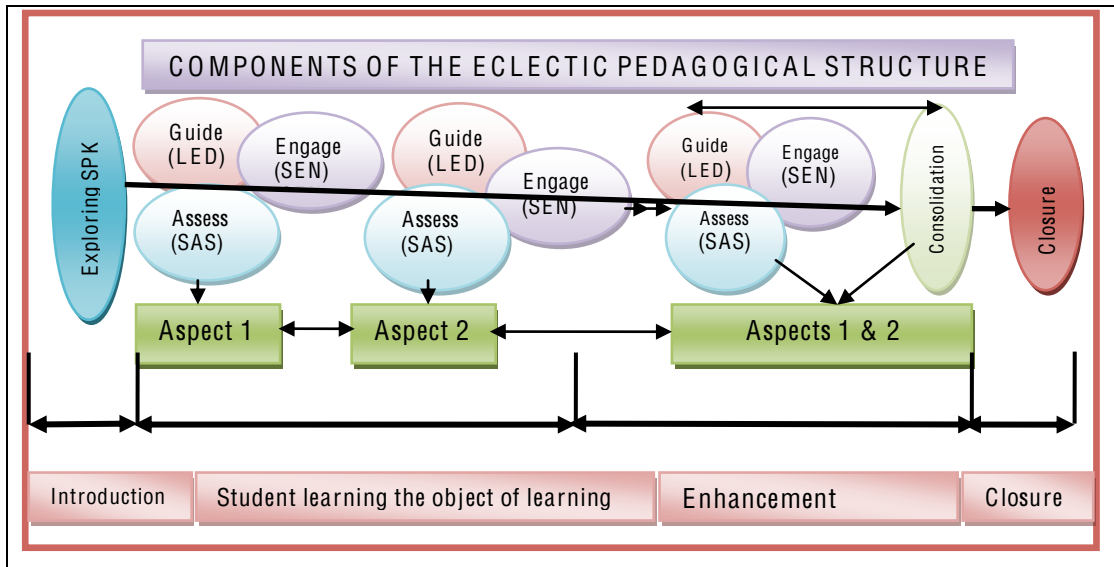 COMPONENTS OF THE ECLECTIC PEDAGOGICAL STRUCTURE
Exploring SPK
Guide
(LED)
Engage
(SEN)
Assess
(SAS)
Guide
(LED)
Engage
(SEN)
Assess
(SAS)
Guide
(LED)
Engage
(SEN)
Assess
(SAS)
Consolidation
Closure
Aspect 1
Aspect 2
Aspects 1 & 2
Introduction
Student learning the object of learning
Enhancement
Closure